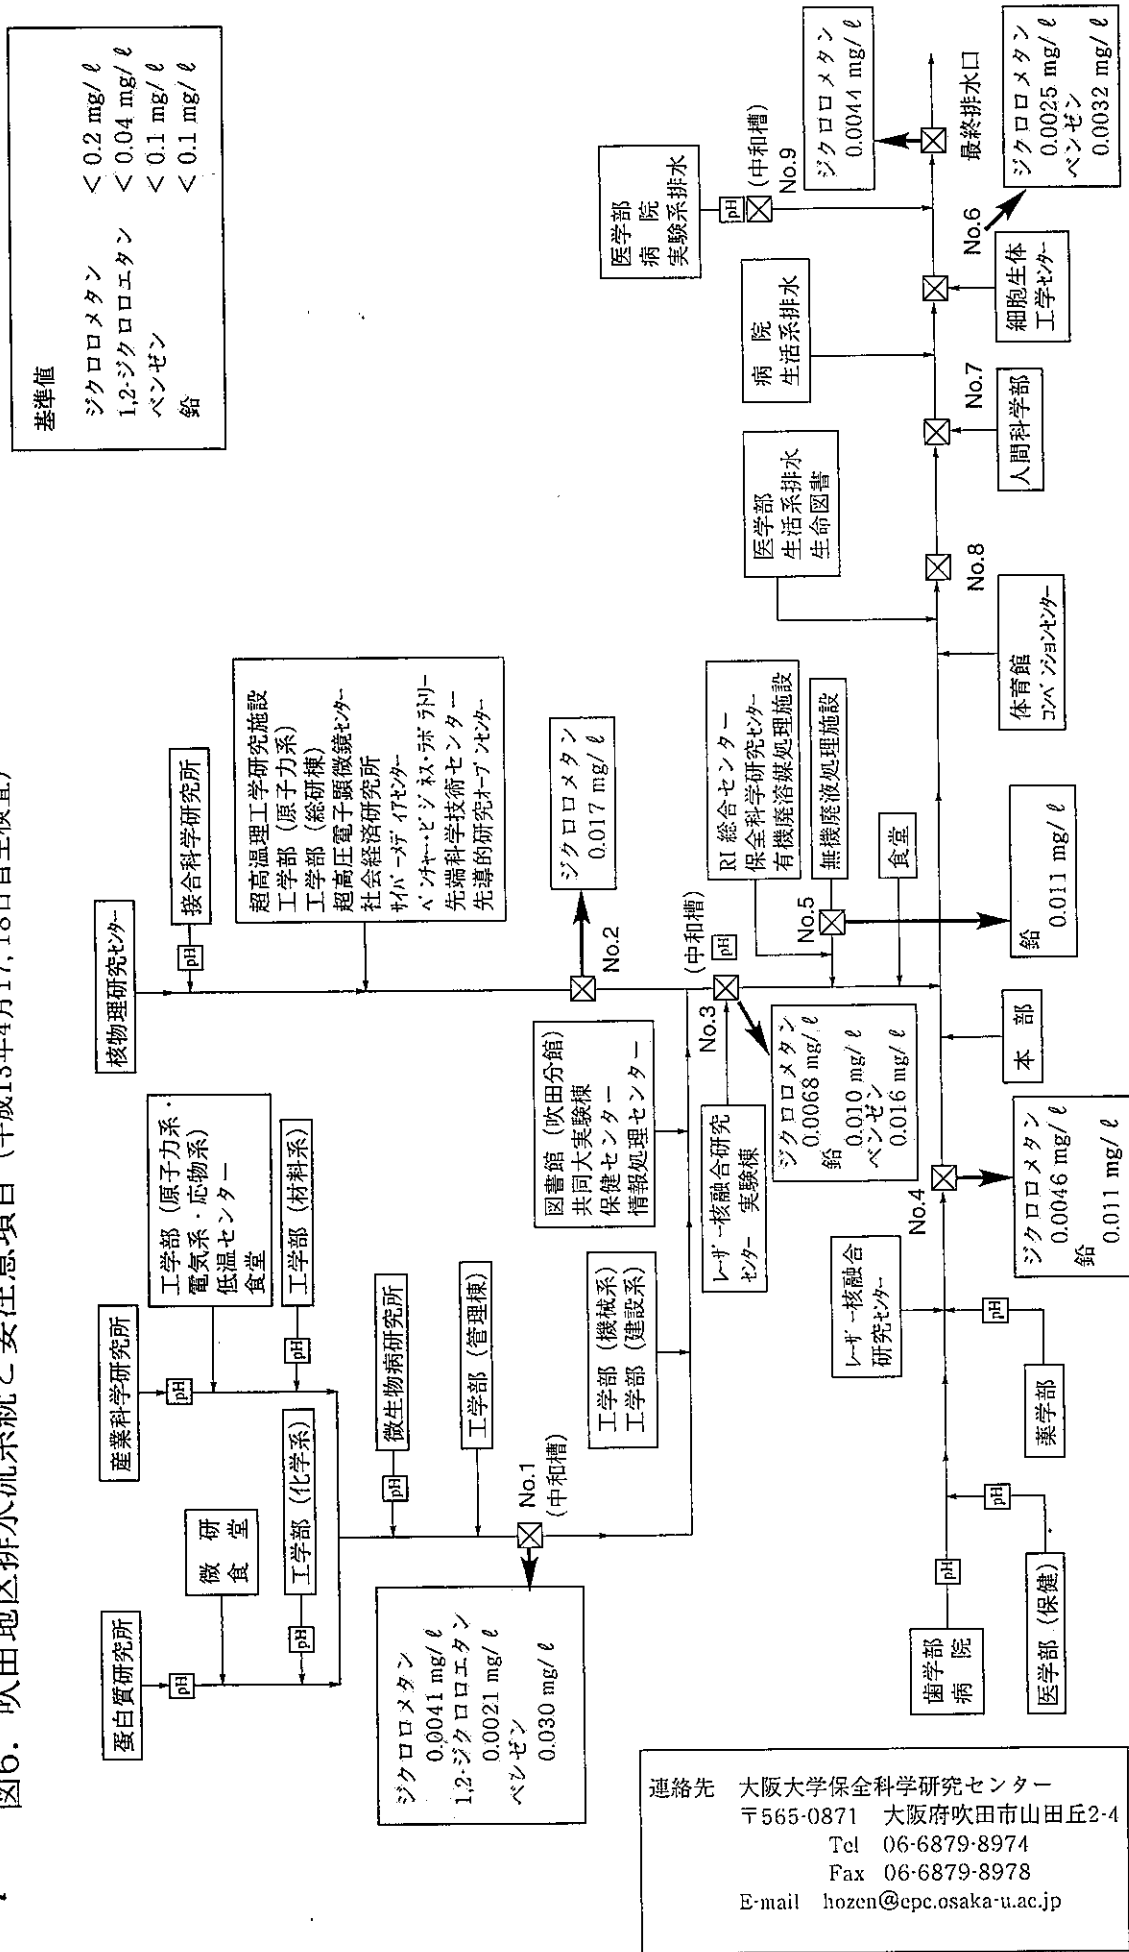 図6. 吹田地区排水流系統と要注意項目 (平成13年4月17, 18日自主検査)
基準値
ジクロロメタン <0.2 mg/ℓ
1,2-ジクロロエタン <0.04 mg/ℓ
ベンゼン <0.1 mg/ℓ
鉛 <0.1 mg/ℓ
蛋白質研究所
pH
微 研
食 堂
工学部 (化学系)
pH
産業科学研究所
pH
工学部 (原子力系・
電気系・応物系)
低温センター
食堂
工学部 (材料系)
pH
微生物病研究所
pH
工学部 (管理棟)
No.1
(中和槽)
ジクロロメタン
0.0041 mg/ℓ
1,2-ジクロロエタン
0.0021 mg/ℓ
ベンゼン
0.030 mg/ℓ
工学部 (機械系)
工学部 (建設系)
図書館 (吹田分館)
共同大実験棟
保健センター
情報処理センター
核物理研究センター
接合科学研究所
pH
超高温理工学研究施設
工学部 (原子力系)
工学部 (総研棟)
超高圧電子顕微鏡センター
社会経済研究所
サイバーメディアセンター
ベンチャー・ビジネス・ラボラトリー
先端科学技術センター
先導的研究オープンセンター
No.2
ジクロロメタン
0.017 mg/ℓ
No.3
(中和槽)
pH
レーザー核融合研究
センター 実験棟
ジクロロメタン
0.0068 mg/ℓ
鉛
0.010 mg/ℓ
ベンゼン
0.016 mg/ℓ
RI 総合センター
保全科学研究センター
有機廃溶媒処理施設
無機廃液処理施設
No.5
鉛
0.011 mg/ℓ
食堂
歯学部
病 院
pH
医学部 (保健)
pH
レーザー核融合
研究センター
薬学部
pH
No.4
ジクロロメタン
0.0046 mg/ℓ
鉛
0.011 mg/ℓ
本 部
体育館
コンベンションセンター
医学部
生活系排水
生命図書
No.8
人間科学部
No.7
病 院
生活系排水
細胞生体
工学センター
No.6
ジクロロメタン
0.0025 mg/ℓ
ベンゼン
0.0032 mg/ℓ
医学部
病 院
実験系排水
pH
(中和槽)
No.9
ジクロロメタン
0.0044 mg/ℓ
最終排水口
連絡先 大阪大学保全科学研究センター
〒565-0871 大阪府吹田市山田丘2-4
Tel 06-6879-8974
Fax 06-6879-8978
E-mail hozen@epc.osaka-u.ac.jp